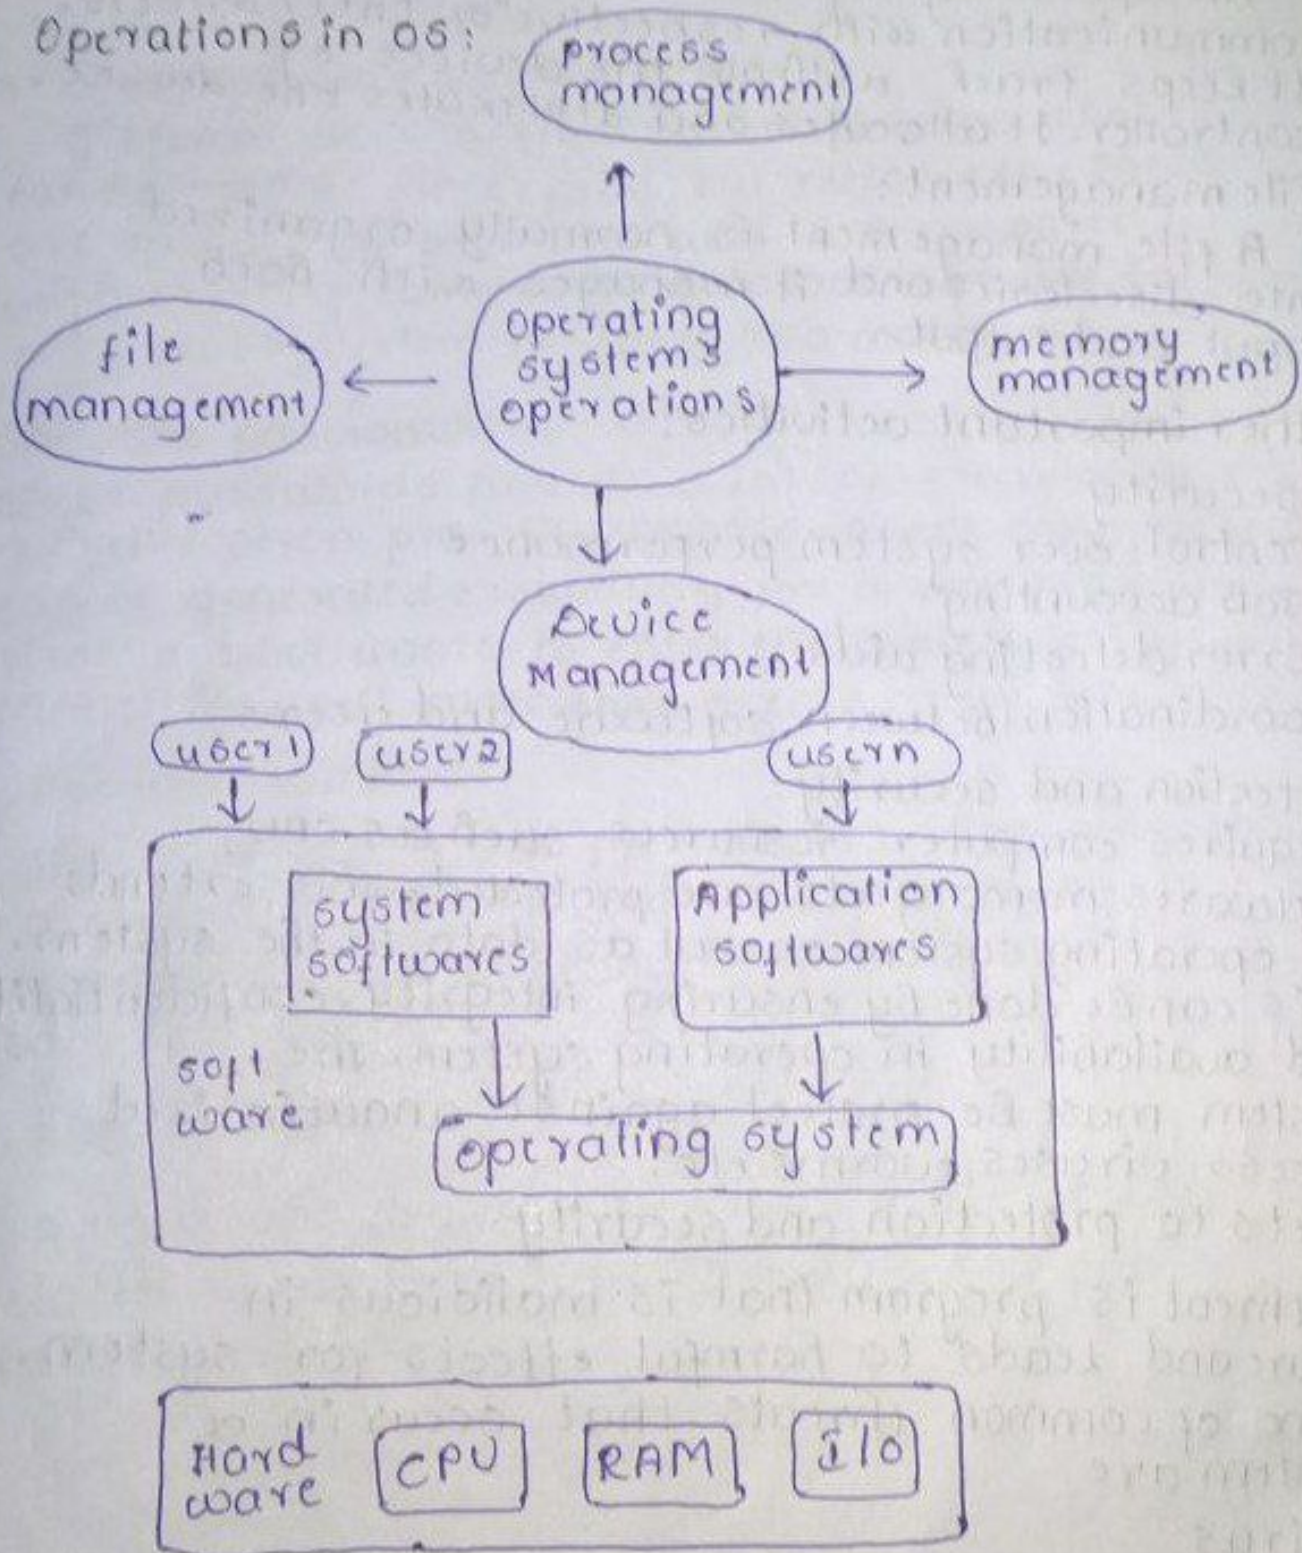 Operations in OS:
process
management
file
management
operating
system's
operations
memory
management
Device
Management
user1
user2
usern
system
softwares
Application
softwares
soft
ware
operating system
Hard
ware
CPU
RAM
I/O